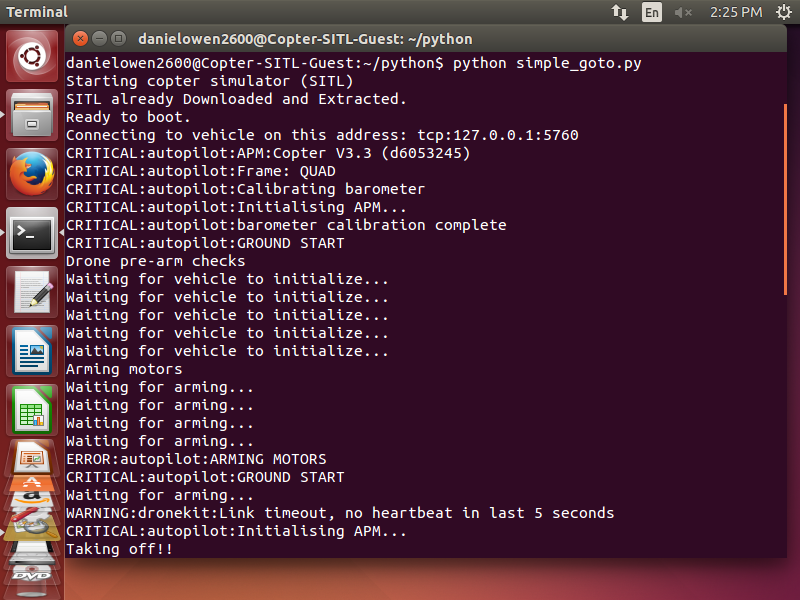 Terminal
En
2:25 PM
danielowen2600@Copter-SITL-Guest: ~/python
danielowen2600@Copter-SITL-Guest:~/python$ python simple_goto.py
Starting copter simulator (SITL)
SITL already Downloaded and Extracted.
Ready to boot.
Connecting to vehicle on this address: tcp:127.0.0.1:5760
CRITICAL:autopilot:APM:Copter V3.3 (d6053245)
CRITICAL:autopilot:Frame: QUAD
CRITICAL:autopilot:Calibrating barometer
CRITICAL:autopilot:Initialising APM...
CRITICAL:autopilot:barometer calibration complete
CRITICAL:autopilot:GROUND START
Drone pre-arm checks
Waiting for vehicle to initialize...
Waiting for vehicle to initialize...
Waiting for vehicle to initialize...
Waiting for vehicle to initialize...
Waiting for vehicle to initialize...
Arming motors
Waiting for arming...
Waiting for arming...
Waiting for arming...
Waiting for arming...
ERROR:autopilot:ARMING MOTORS
CRITICAL:autopilot:GROUND START
Waiting for arming...
WARNING:dronekit:Link timeout, no heartbeat in last 5 seconds
CRITICAL:autopilot:Initialising APM...
Taking off!!
>_
a
DVD